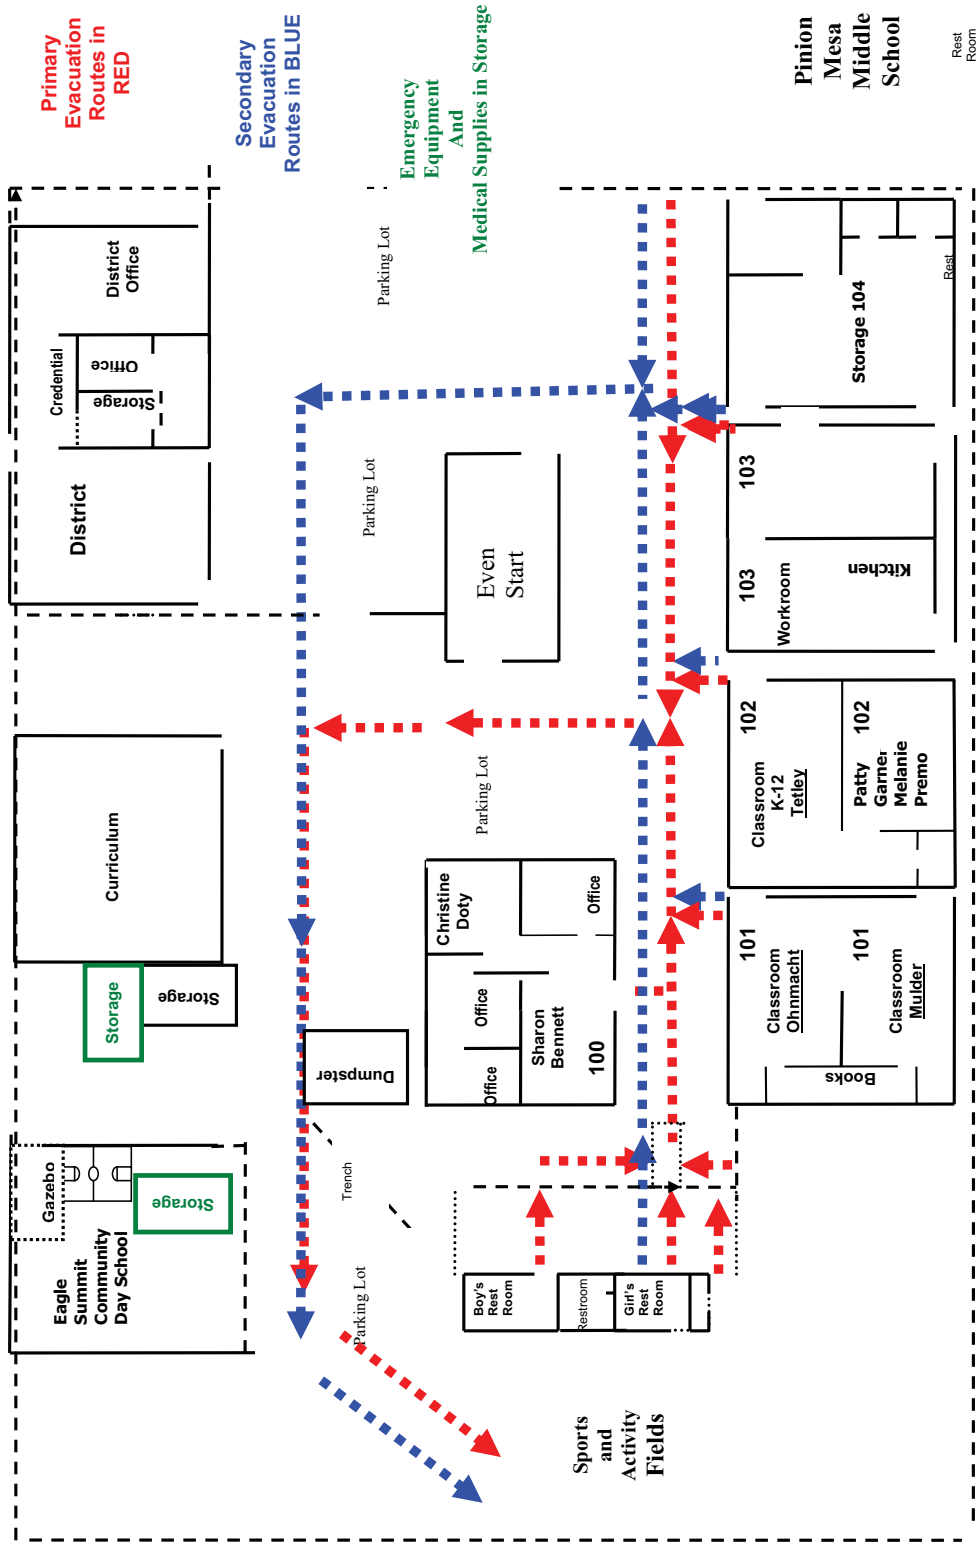 Primary
Evacuation
Routes in
RED
Secondary
Evacuation
Routes in BLUE
Emergency
Equipment
And
Medical Supplies in Storage
Pinion
Mesa
Middle
School
Rest
Room
District
Office
Credential
Office
Storage
District
Parking Lot
Parking Lot
Even
Start
Storage 104
Rest
103
103
Workroom
Kitchen
Curriculum
Storage
Storage
Parking Lot
Christine
Doty
Office
Office
Office
Sharon
Bennett
100
Dumpster
102
Classroom
K-12
Tetley
102
Patty
Garner
Melanie
Premo
101
Classroom
Ohnmacht
101
Classroom
Mulder
Books
Gazebo
Storage
Eagle
Summit
Community
Day School
Trench
Parking Lot
Boy's
Rest
Room
Restroom
Girl's
Rest
Room
Sports
and
Activity
Fields